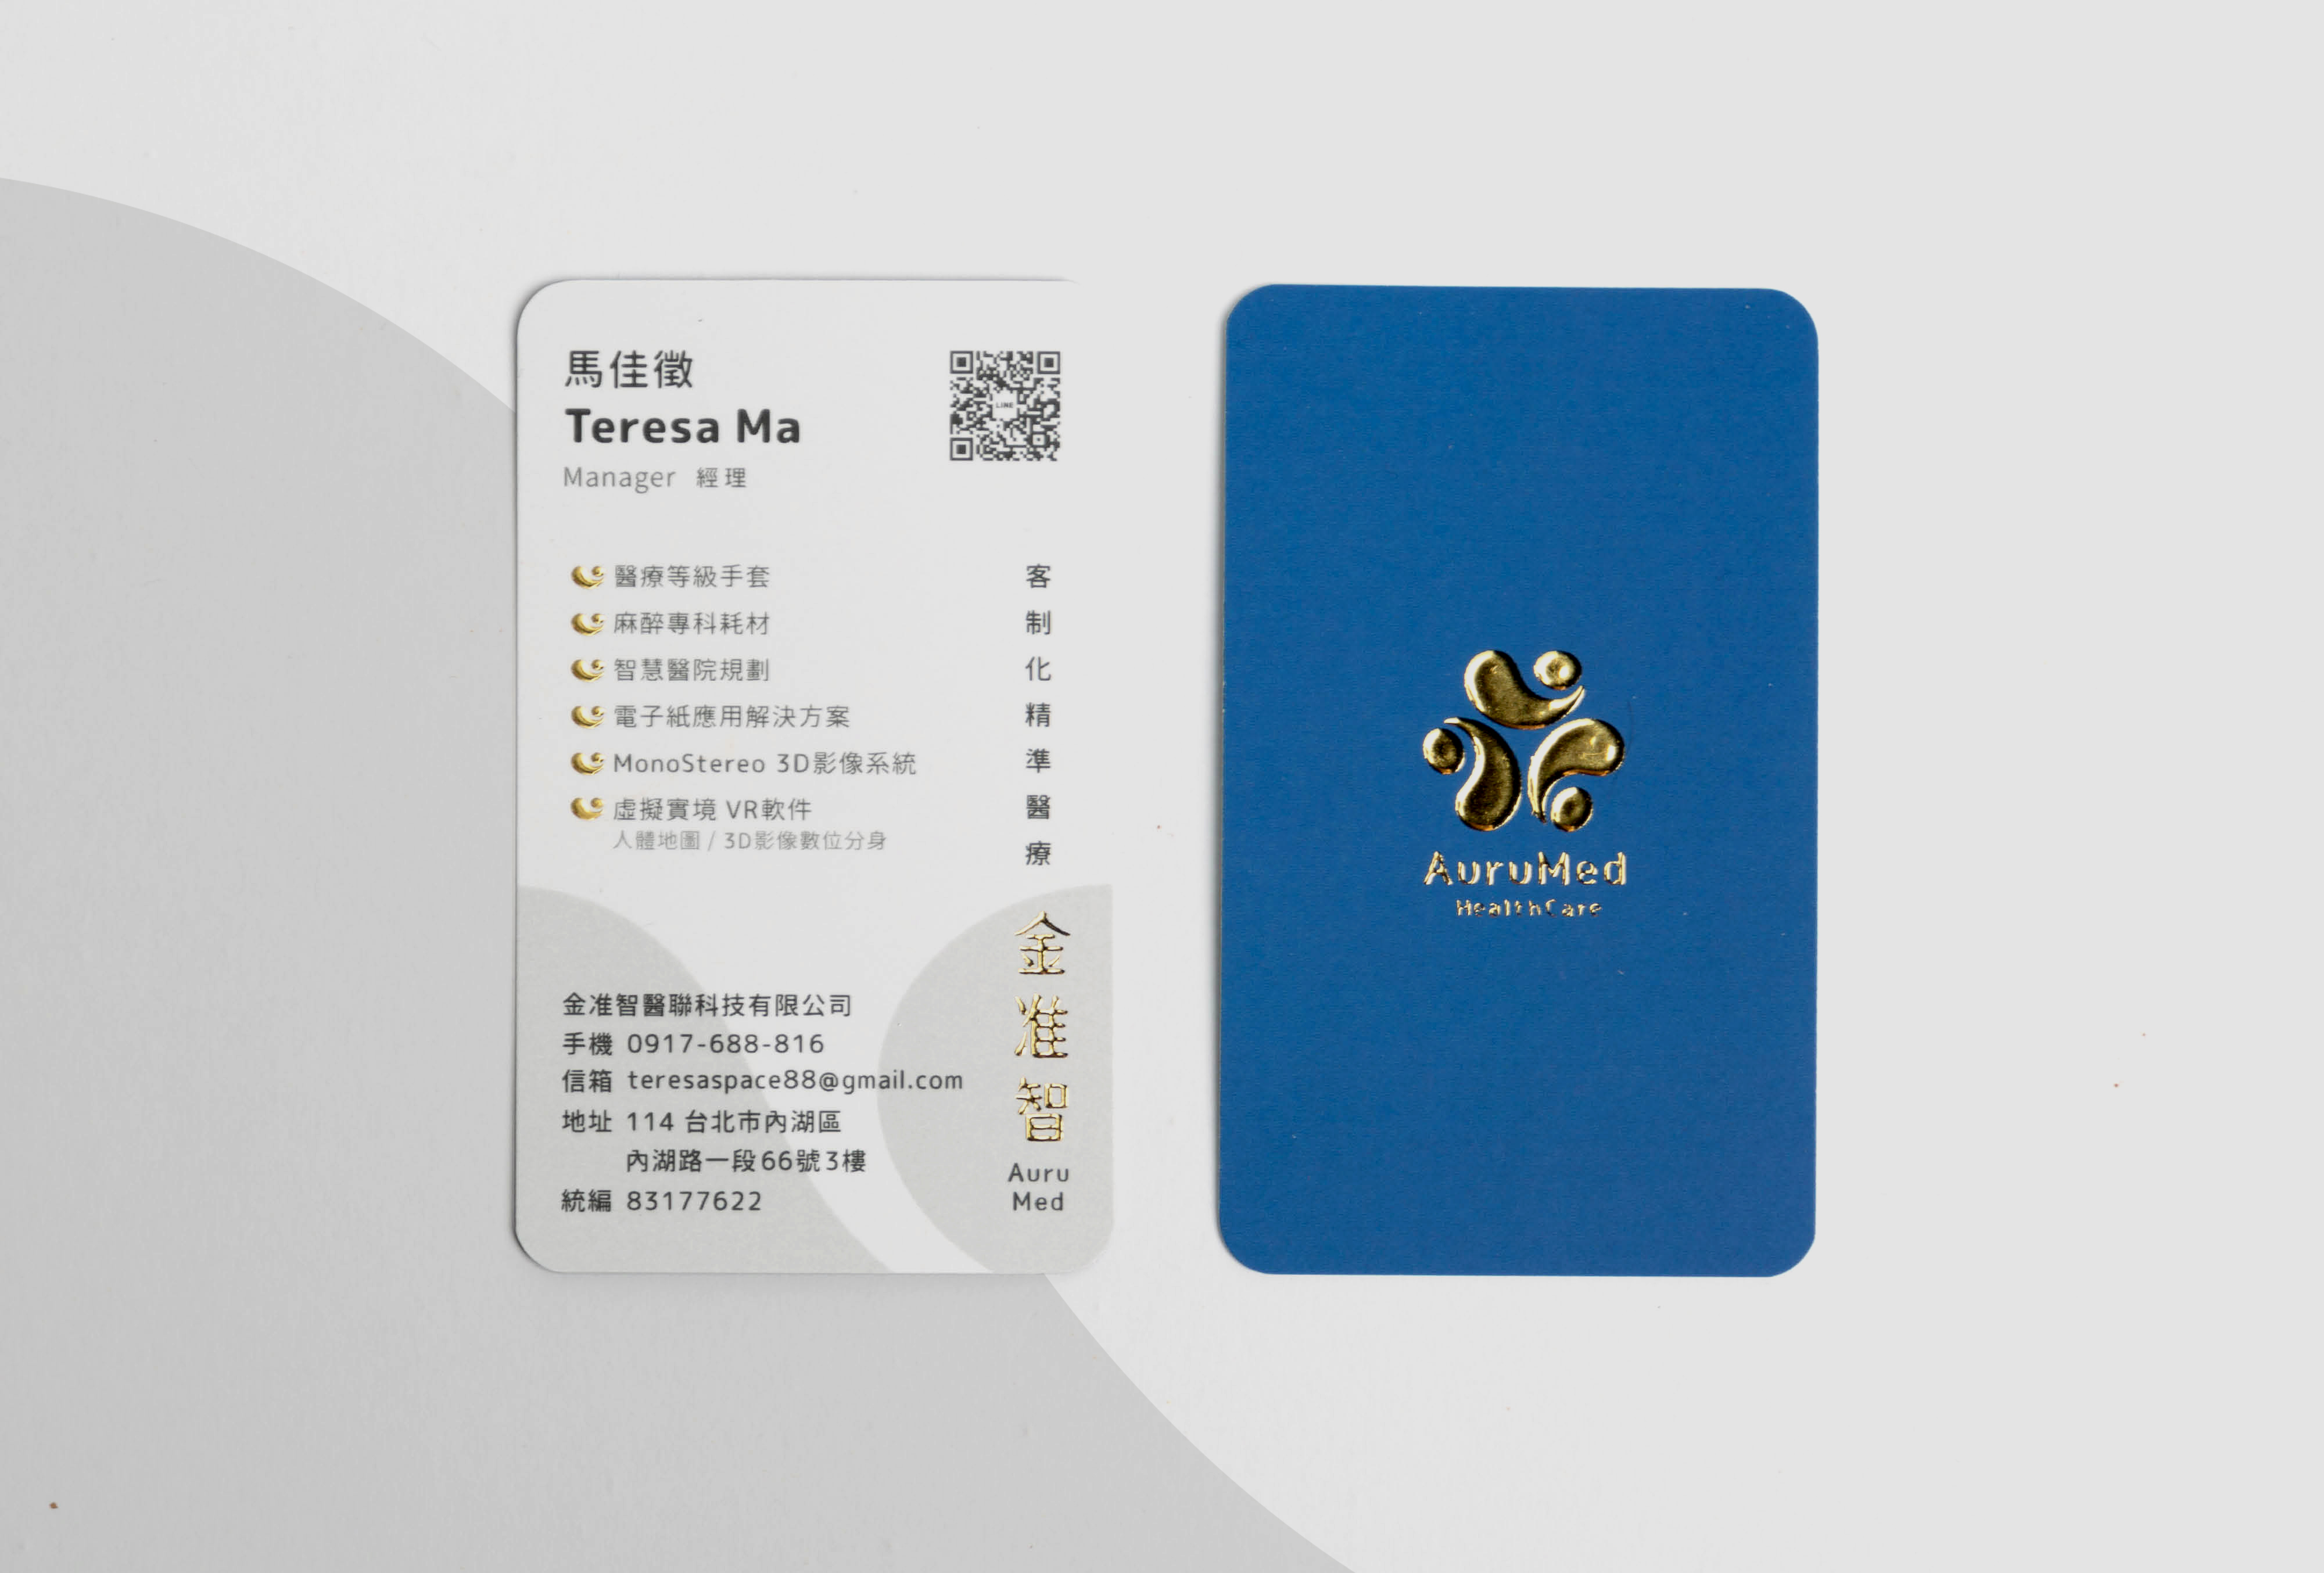 馬佳徵
Teresa Ma
Manager 經理
LINE
醫療等級手套
麻醉專科耗材
智慧醫院規劃
電子紙應用解決方案
MonoStereo 3D影像系統
虛擬實境 VR軟件
人體地圖 / 3D影像數位分身
客制化精準醫療
金准智
Auru
Med
金准智醫聯科技有限公司
手機 0917-688-816
信箱 teresaspace88@gmail.com
地址 114 台北市內湖區
內湖路一段66號3樓
統編 83177622
AuruMed
HealthCare